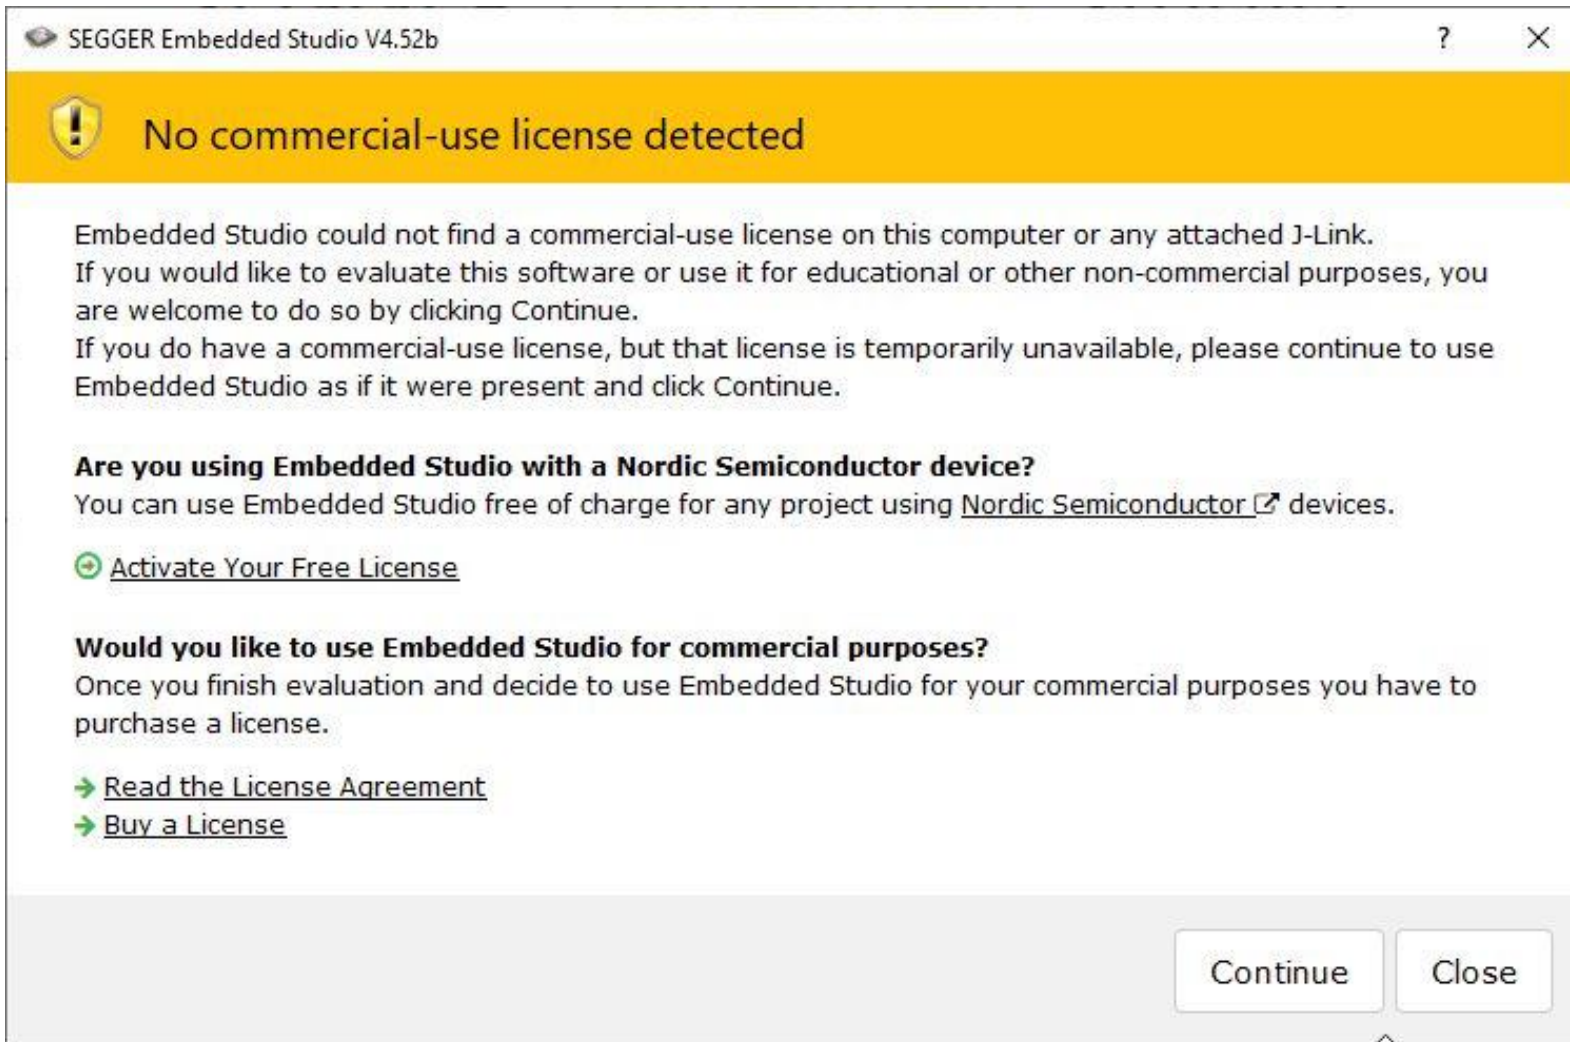 SEGGER Embedded Studio V4.52b
No commercial-use license detected
Embedded Studio could not find a commercial-use license on this computer or any attached J-Link.
If you would like to evaluate this software or use it for educational or other non-commercial purposes, you
are welcome to do so by clicking Continue.
If you do have a commercial-use license, but that license is temporarily unavailable, please continue to use
Embedded Studio as if it were present and click Continue.
Are you using Embedded Studio with a Nordic Semiconductor device?
You can use Embedded Studio free of charge for any project using Nordic Semiconductor devices.
Activate Your Free License
Would you like to use Embedded Studio for commercial purposes?
Once you finish evaluation and decide to use Embedded Studio for your commercial purposes you have to
purchase a license.
Read the License Agreement
Buy a License
Continue Close